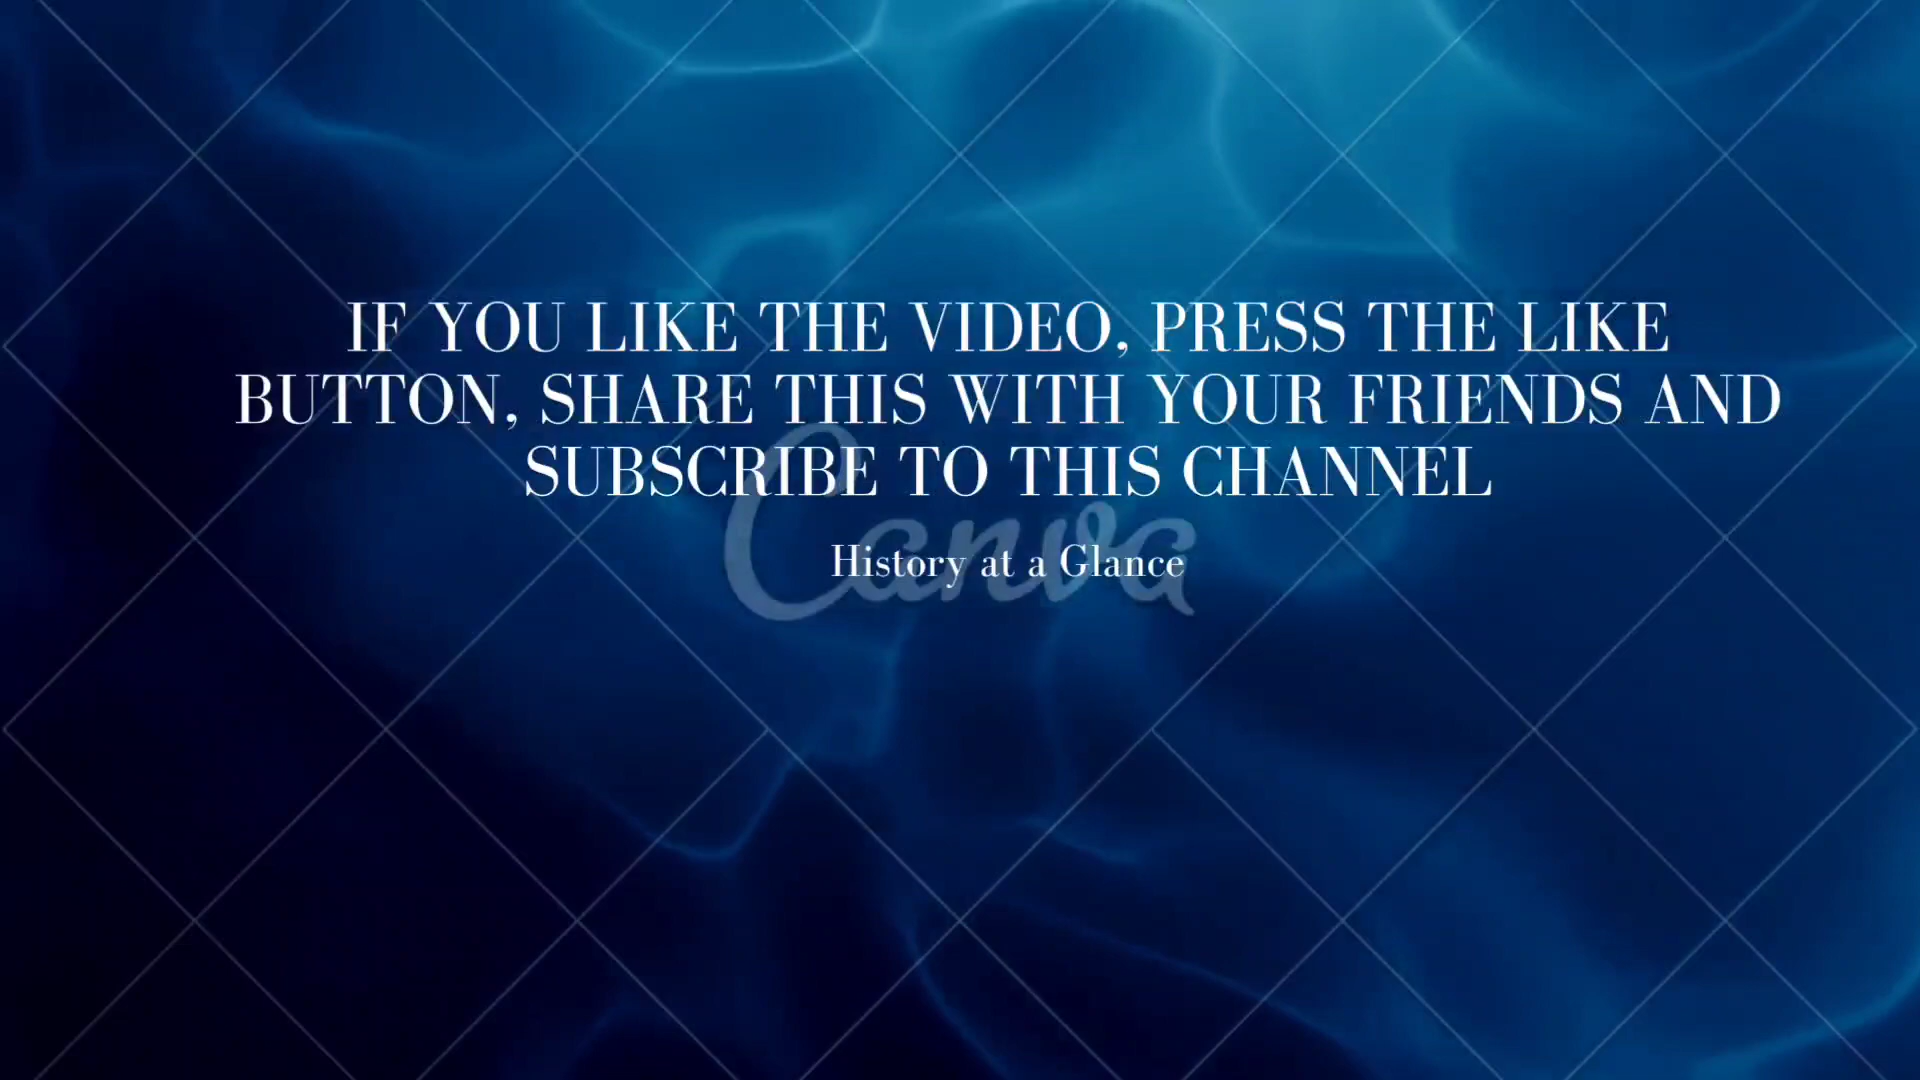 IF YOU LIKE THE VIDEO, PRESS THE LIKE
BUTTON, SHARE THIS WITH YOUR FRIENDS AND
SUBSCRIBE TO THIS CHANNEL
Canva
History at a Glance